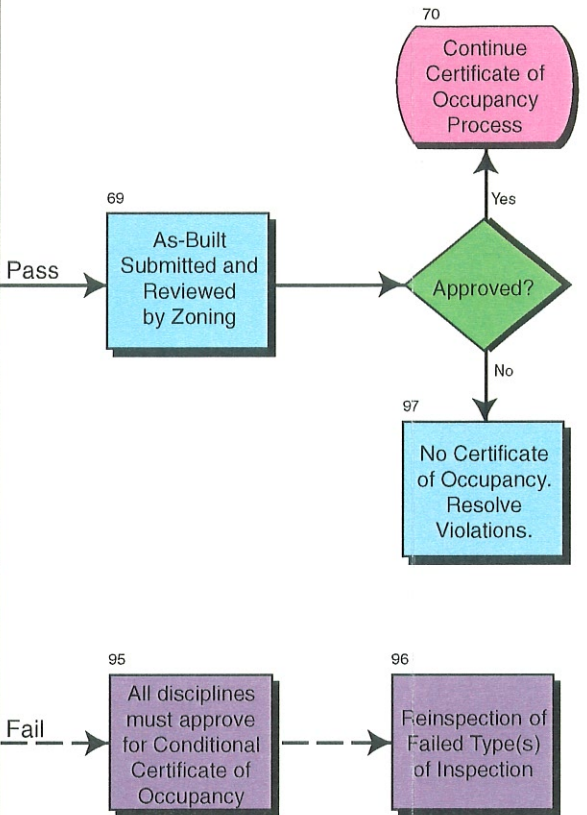 70
Continue
Certificate of
Occupancy
Process
Yes
69
As-Built
Submitted and
Reviewed
by Zoning
Pass
Approved?
No
97
No Certificate
of Occupancy.
Resolve
Violations.
95
All disciplines
must approve
for Conditional
Certificate of
Occupancy
Fail
96
Reinspection of
Failed Type(s)
of Inspection